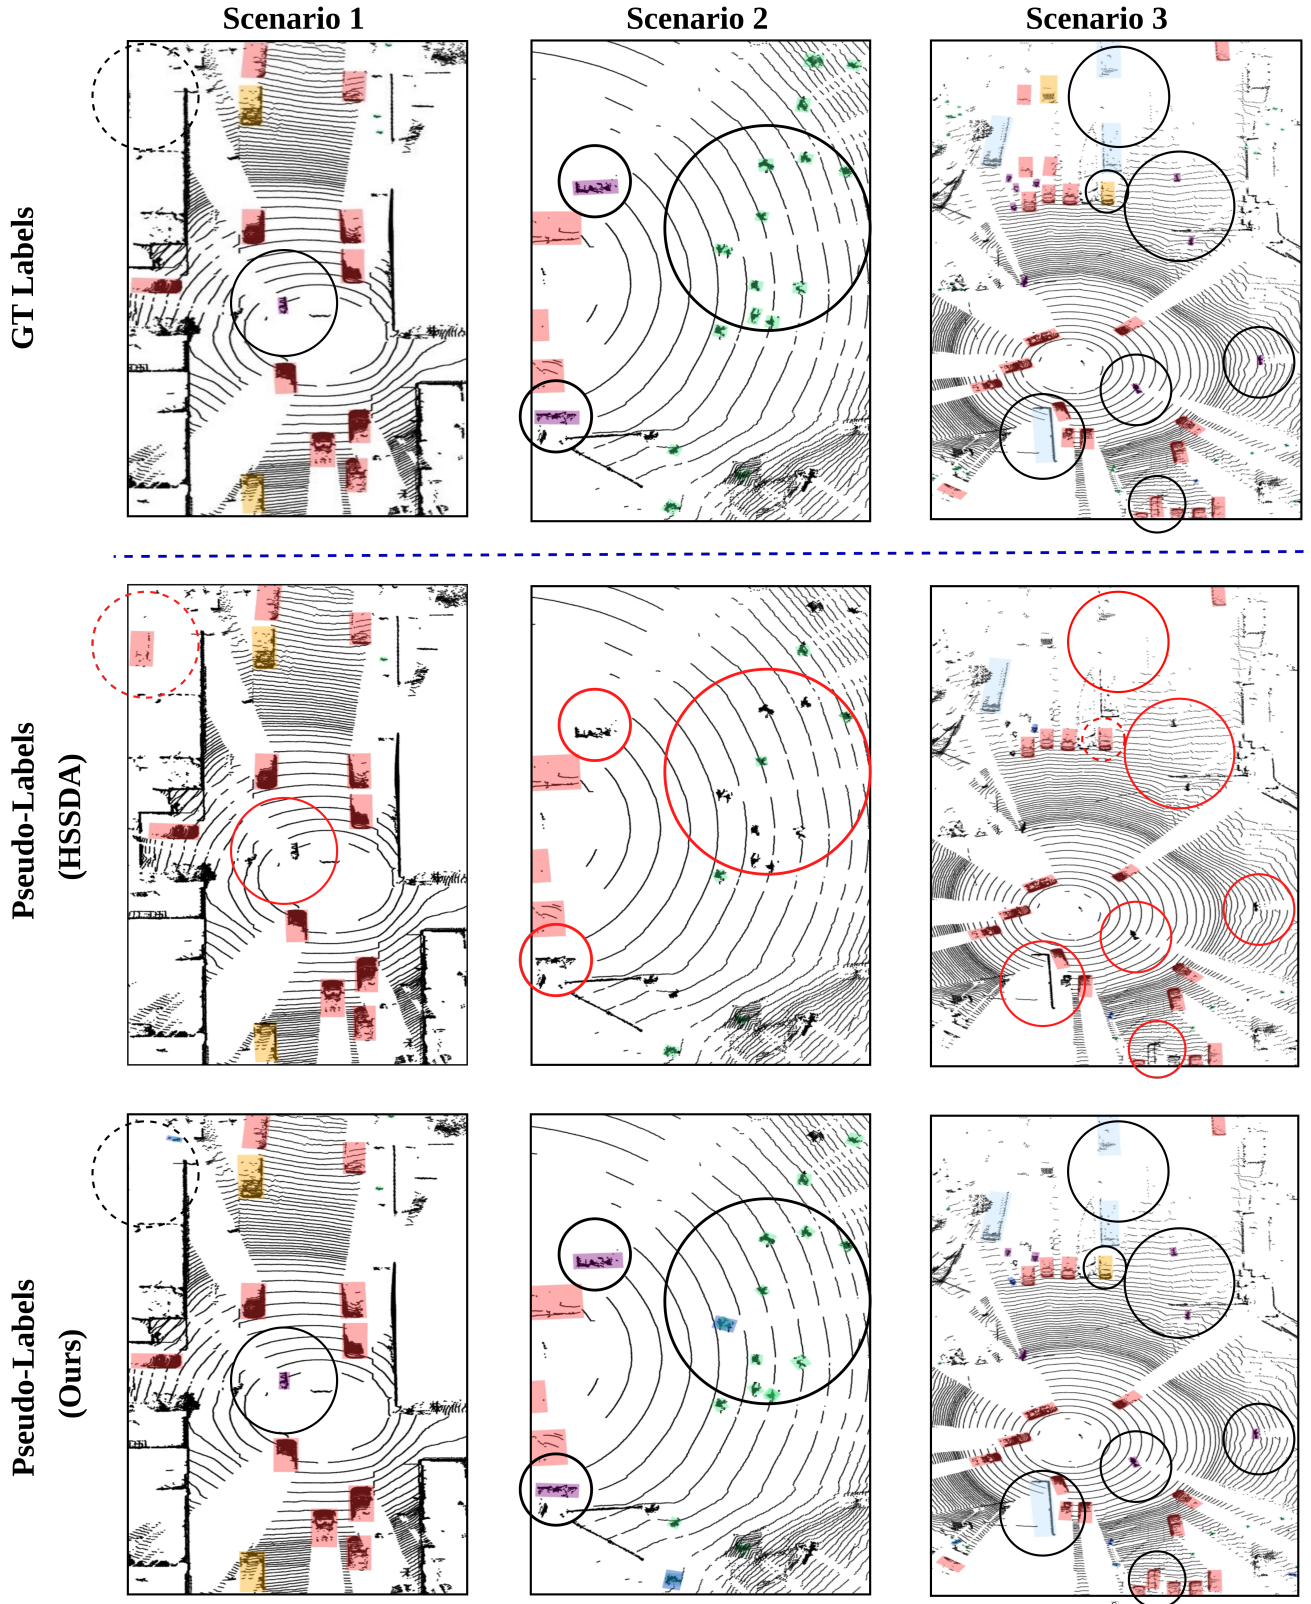 Scenario 1
Scenario 2
Scenario 3
GT Labels
Pseudo-Labels
(HSSDA)
Pseudo-Labels
(Ours)